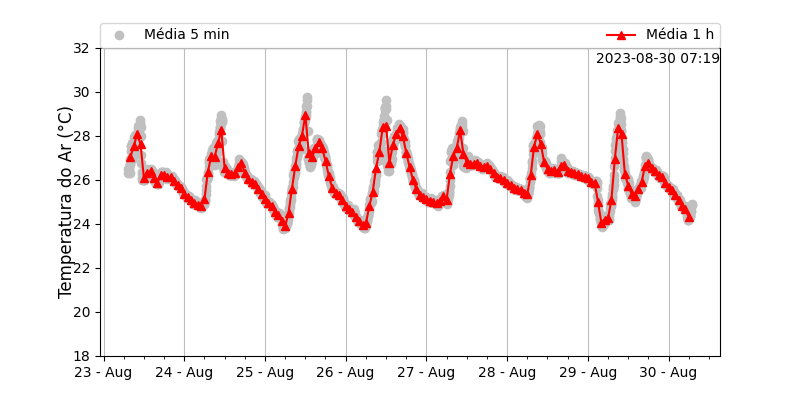 Média 5 min
Média 1 h
2023-08-30 07:19
Temperatura do Ar (°C)
32
30
28
26
24
22
20
18
23 - Aug
24 - Aug
25 - Aug
26 - Aug
27 - Aug
28 - Aug
29 - Aug
30 - Aug